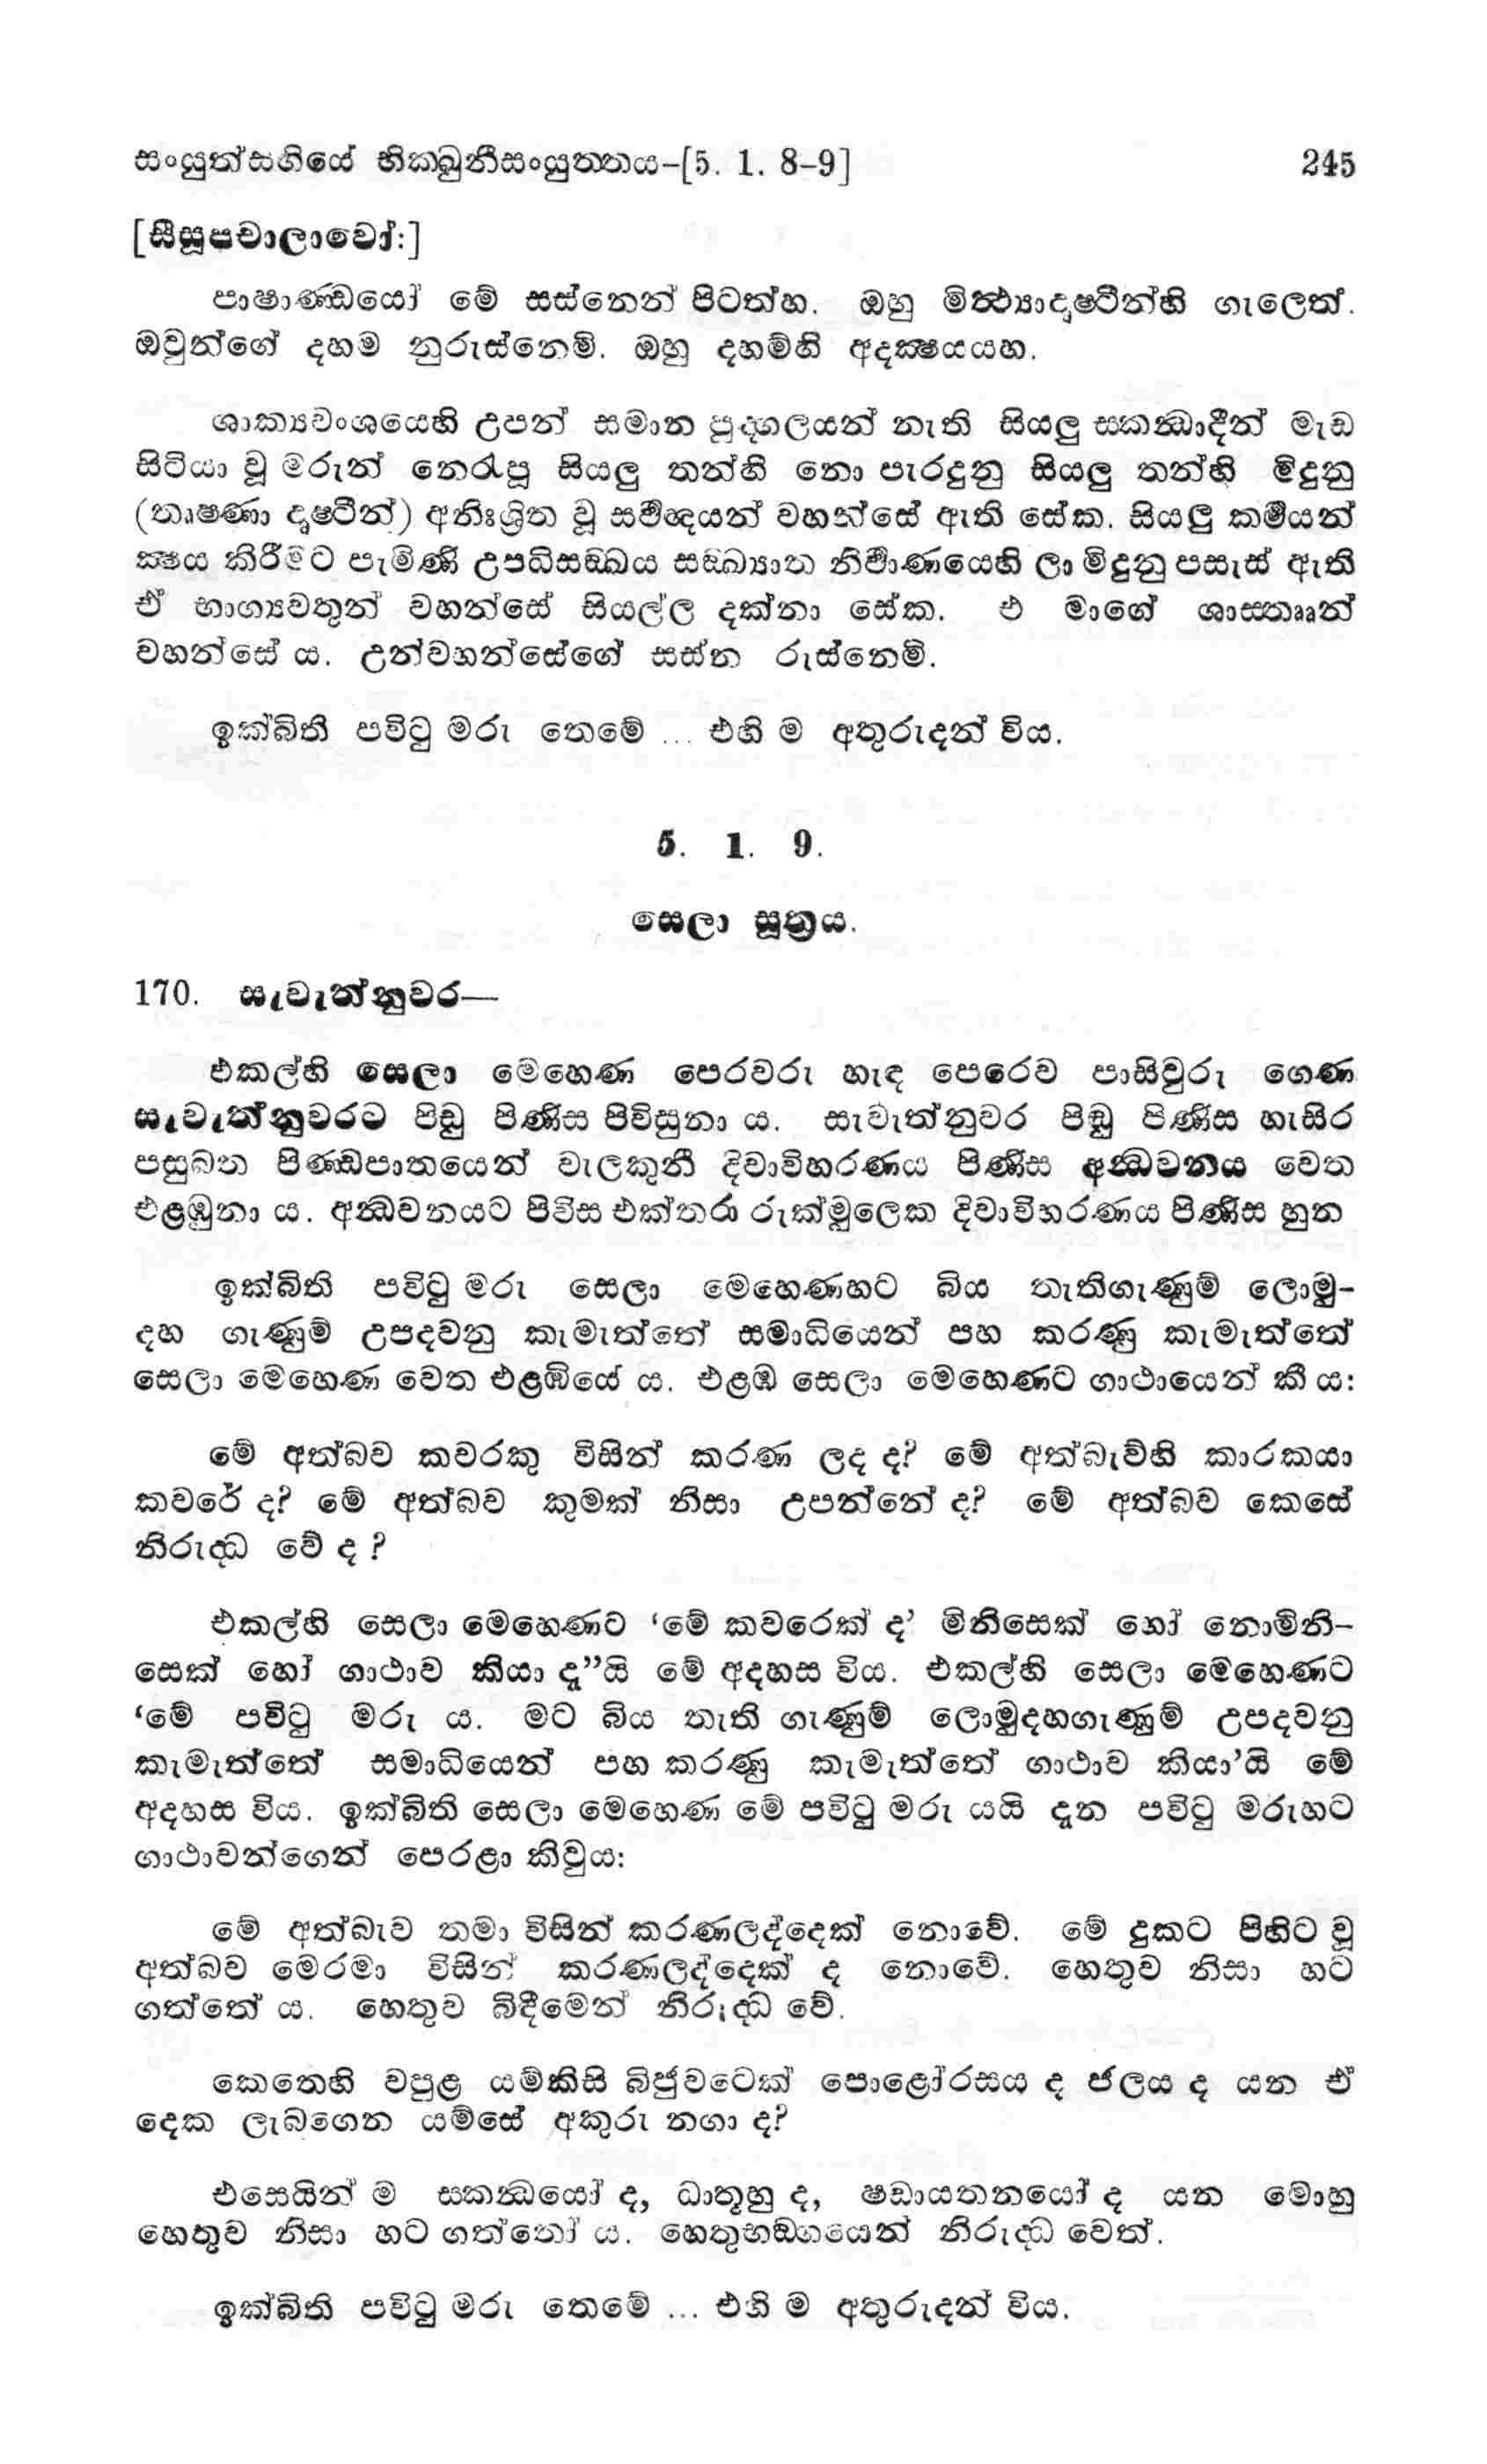 සංයුත්සඟියේ භික්ඛුනීසංයුත්තය–[5. 1. 8–9] 245
[සීසූපචාලාවෝ:]
පාෂාණ්ඩයෝ මේ සස්නෙන් පිටත්හ. ඔහු මිත්‍ථ්‍යාදෘෂ්ටීන්හි ගැලෙත්.
ඔවුන්ගේ දහම නුරුස්නෙමි. ඔහු දහම්හි අදක්‍ෂයයහ.
ශාක්‍යවංශයෙහි උපන් සමාන පුද්ගලයන් නැති සියලු ස්කන්‍ධාදීන් මැඩ
සිටියා වූ මරුන් නෙරැපූ සියලු තන්හි නො පැරදුනු සියලු තන්හි මිදුනු
(තෘෂ්ණා දෘෂ්ටීන්) අනිඃශ්‍රිත වූ සර්‍වඥයන් වහන්සේ ඇති සේක. සියලු කර්‍මයන්
ක්‍ෂය කිරීමට පැමිණි උපධිසඞ්ඛය සඞ්ඛ්‍යාත නිර්‍වාණයෙහි ලා මිදුනු පසැස් ඇති
ඒ භාග්‍යවතුන් වහන්සේ සියල්ල දක්නා සේක. එ මාගේ ශාස්තෲන්
වහන්සේ ය. උන්වහන්සේගේ සස්න රුස්නෙමි.
ඉක්බිති පවිටු මරු තෙමේ ... එහි ම අතුරුදන් විය.
5. 1. 9.
සෙලා සූත්‍රය.
170. සැවැත්නුවර—
එකල්හි සෙලා මෙහෙණ පෙරවරු හැඳ පෙරෙව පාසිවුරු ගෙණ
සැවැත්නුවරට පිඬු පිණිස පිවිසුනා ය. සැවැත්නුවර පිඬු පිණිස හැසිර
පසුබත පිණ්ඩපාතයෙන් වැලකුනී දිවාවිහරණය පිණිස අන්‍ධවනය වෙත
එළඹුනා ය. අන්‍ධවනයට පිවිස එක්තරා රුක්මුලෙක දිවාවිහරණය පිණිස හුන
ඉක්බිති පවිටු මරු සෙලා මෙහෙණහට බිය තැතිගැණුම් ලොමු-
දහ ගැණුම් උපදවනු කැමැත්තේ සමාධියෙන් පහ කරණු කැමැත්තේ
සෙලා මෙහෙණ වෙත එළඹියේ ය. එළඹ සෙලා මෙහෙණට ගාථායෙන් කී ය:
මේ අත්බව කවරකු විසින් කරණ ලද ද? මේ අත්බැව්හි කාරකයා
කවරේ ද? මේ අත්බව කුමක් නිසා උපන්නේ ද? මේ අත්බව කෙසේ
නිරුද්ධ වේ ද ?
එකල්හි සෙලා මෙහෙණට ‘මේ කවරෙක් ද’ මිනිසෙක් හෝ නොමිනි-
සෙක් හෝ ගාථාව කියා දැ”යි මේ අදහස විය. එකල්හි සෙලා මෙහෙණට
‘මේ පවිටු මරු ය. මට බිය තැති ගැණුම් ලොමුදහගැණුම් උපදවනු
කැමැත්තේ සමාධියෙන් පහ කරණු කැමැත්තේ ගාථාව කියා’යි මේ
අදහස විය. ඉක්බිති සෙලා මෙහෙණ මේ පවිටු මරු යයි දැන පවිටු මරුහට
ගාථාවන්ගෙන් පෙරළා කිවුය:
මේ අත්බැව තමා විසින් කරණලද්දෙක් නොවේ. මේ දුකට පිහිට වූ
අත්බව මෙරමා විසින් කරණලද්දෙක් ද නොවේ. හෙතුව නිසා හට
ගත්තේ ය. හෙතුව බිඳීමෙන් නිරුද්ධ වේ.
කෙතෙහි වපුළ යම්කිසි බිජුවටෙක් පොළෝරසය ද ජලය ද යන ඒ
දෙක ලැබගෙන යම්සේ අකුරු නගා ද?
එසෙයින් ම ස්කන්‍ධයෝ ද, ධාතූහු ද, ෂඩායතනයෝ ද යන මොහු
හෙතුව නිසා හට ගත්තෝ ය. හෙතුභඞ්ගයෙන් නිරුද්ධ වෙත්.
ඉක්බිති පවිටු මරු තෙමේ ... එහි ම අතුරුදන් විය.